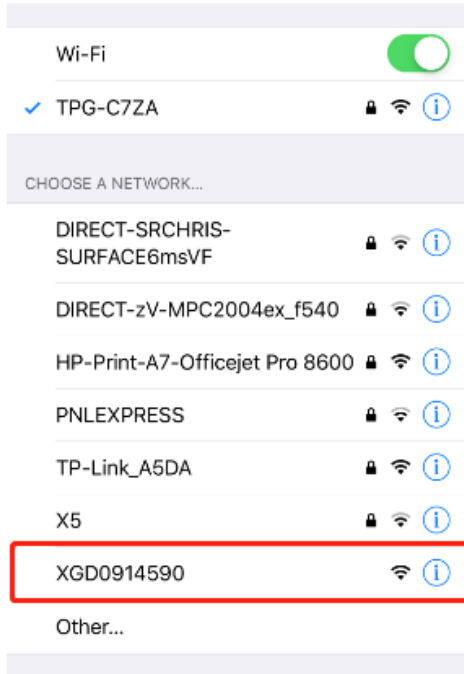 Wi-Fi
TPG-C7ZA
CHOOSE A NETWORK...
DIRECT-SRCHRIS-
SURFACE6msVF
DIRECT-zV-MPC2004ex_f540
HP-Print-A7-Officejet Pro 8600
PNLEXPRESS
TP-Link_A5DA
X5
XGD0914590
Other...